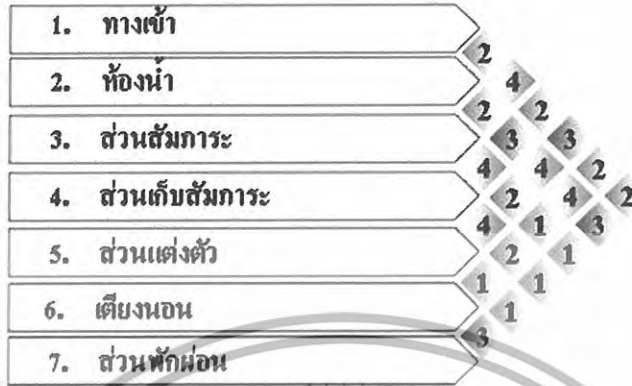 1. ทางเข้า
2
4
2. ห้องน้ำ
2 2
3 3
3. ส่วนสัมภาระ
4 4 2
2 4 2
4. ส่วนเก็บสัมภาระ
4 1 3
2 1
5. ส่วนแต่งตัว
1 1
1
6. เตียงนอน
3
7. ส่วนพักผ่อน